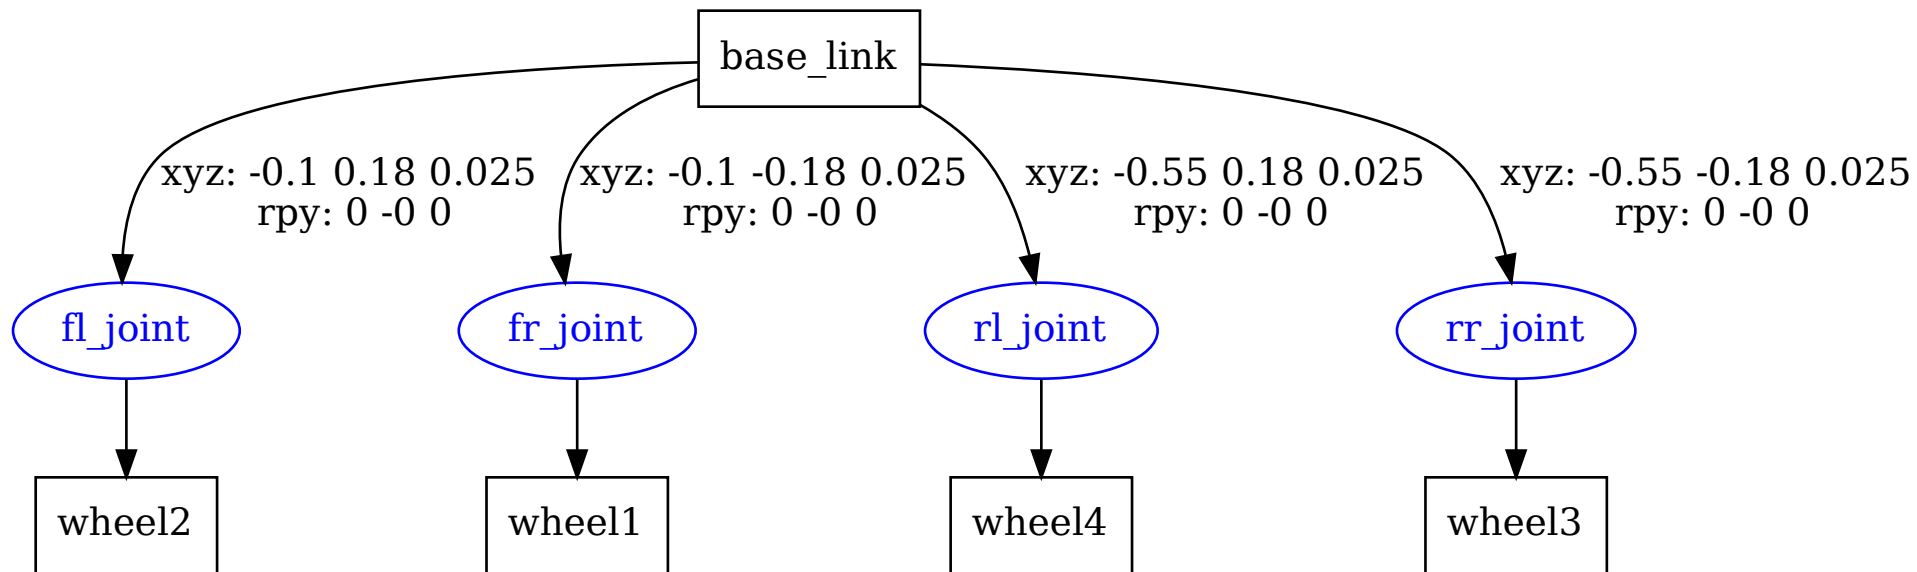 base_link
xyz: -0.1 0.18 0.025
rpy: 0 -0 0
xyz: -0.1 -0.18 0.025
rpy: 0 -0 0
xyz: -0.55 0.18 0.025
rpy: 0 -0 0
xyz: -0.55 -0.18 0.025
rpy: 0 -0 0
fl_joint
fr_joint
rl_joint
rr_joint
wheel2
wheel1
wheel4
wheel3